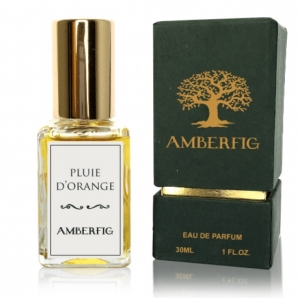 PLUIE
D'ORANGE
AMBERFIG
AMBERFIG
EAU DE PARFUM
30ML 1 FL.OZ.